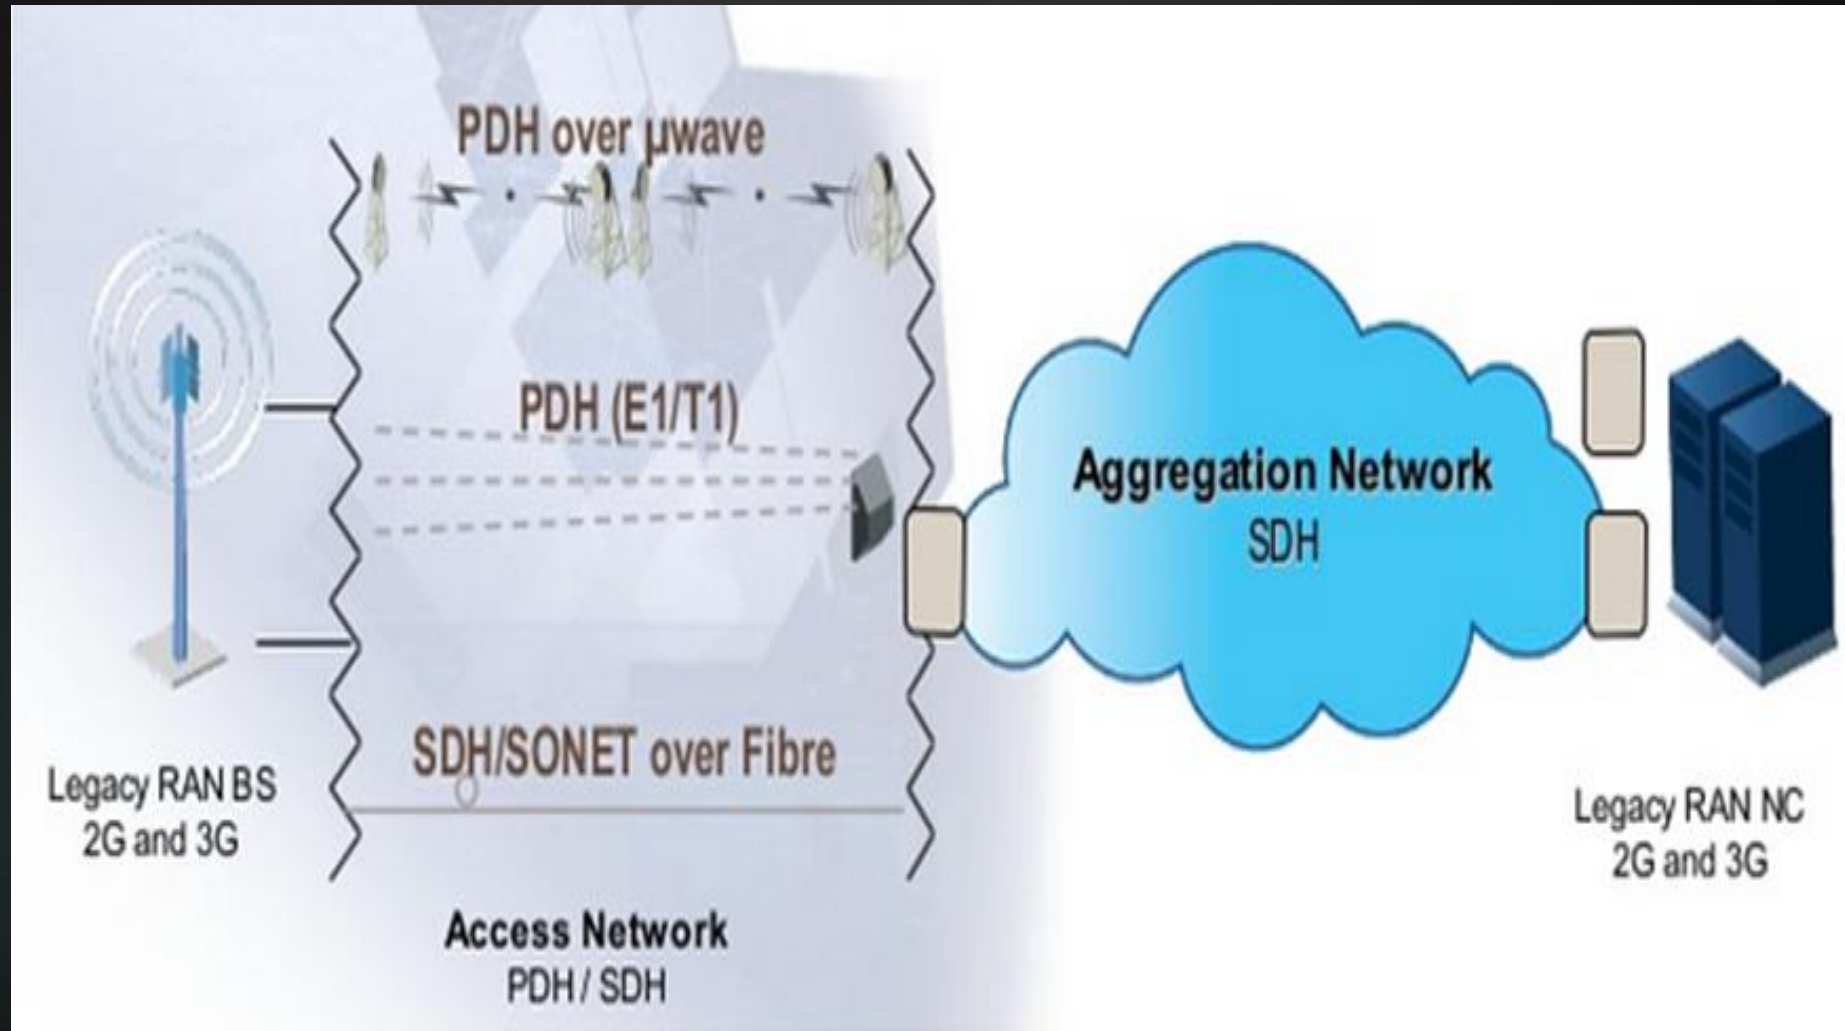 PDH over µwave
PDH (E1/T1)
SDH/SONET over Fibre
Legacy RAN BS
2G and 3G
Access Network
PDH / SDH
Aggregation Network
SDH
Legacy RAN NC
2G and 3G